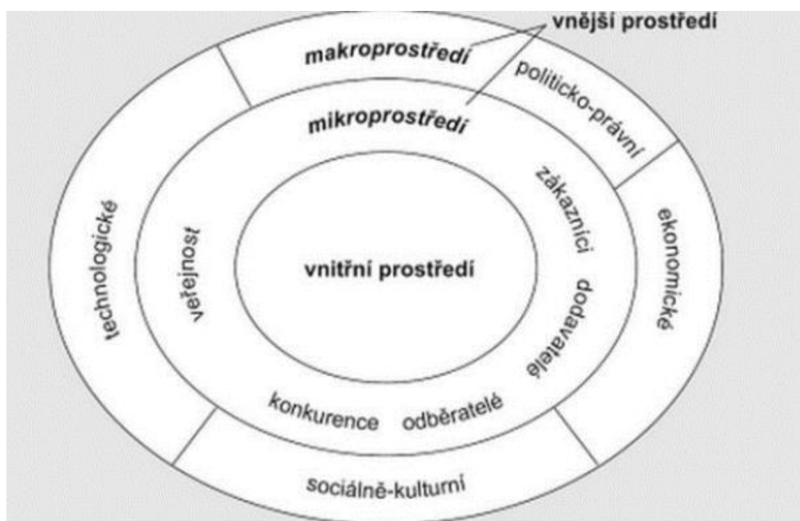 vnější prostředí
makroprostředí
politicko-právní
mikroprostředí
zákazníci
technologické
veřejnost
vnitřní prostředí
ekonomické
dodavatelé
konkurence
odběratelé
sociálně-kulturní